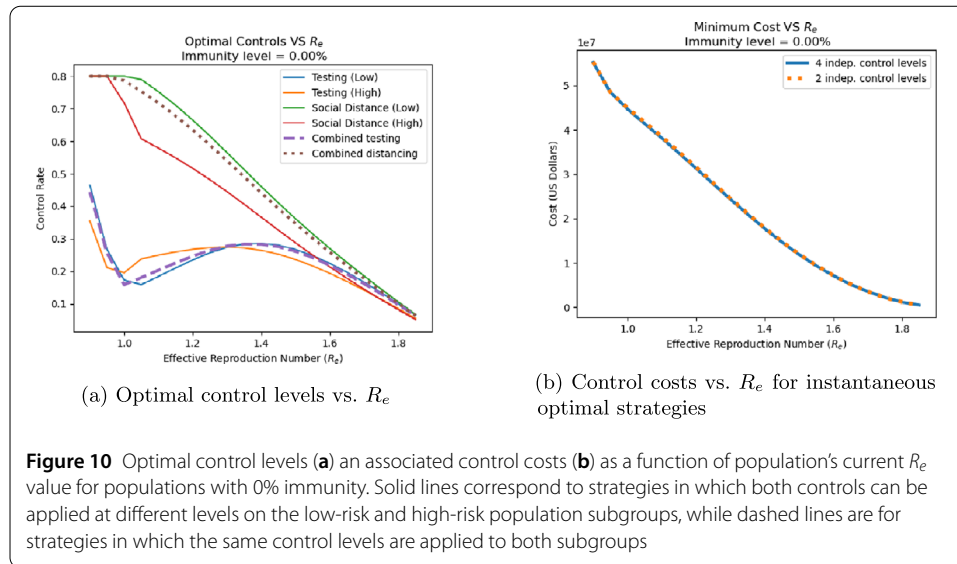 Optimal Controls VS Re
Immunity level = 0.00%
Testing (Low)
Testing (High)
Social Distance (Low)
Social Distance (High)
Combined testing
Combined distancing
Control Rate
0.8
0.7
0.6
0.5
0.4
0.3
0.2
0.1
1.0 1.2 1.4 1.6 1.8
Effective Reproduction Number (Re)
(a) Optimal control levels vs. Re
Minimum Cost VS Re
Immunity level = 0.00%
1e7
4 indep. control levels
2 indep. control levels
Cost (US Dollars)
5
4
3
2
1
0
1.0 1.2 1.4 1.6 1.8
Effective Reproduction Number (Re)
(b) Control costs vs. Re for instantaneous
optimal strategies
Figure 10 Optimal control levels (a) an associated control costs (b) as a function of population's current Re
value for populations with 0% immunity. Solid lines correspond to strategies in which both controls can be
applied at different levels on the low-risk and high-risk population subgroups, while dashed lines are for
strategies in which the same control levels are applied to both subgroups